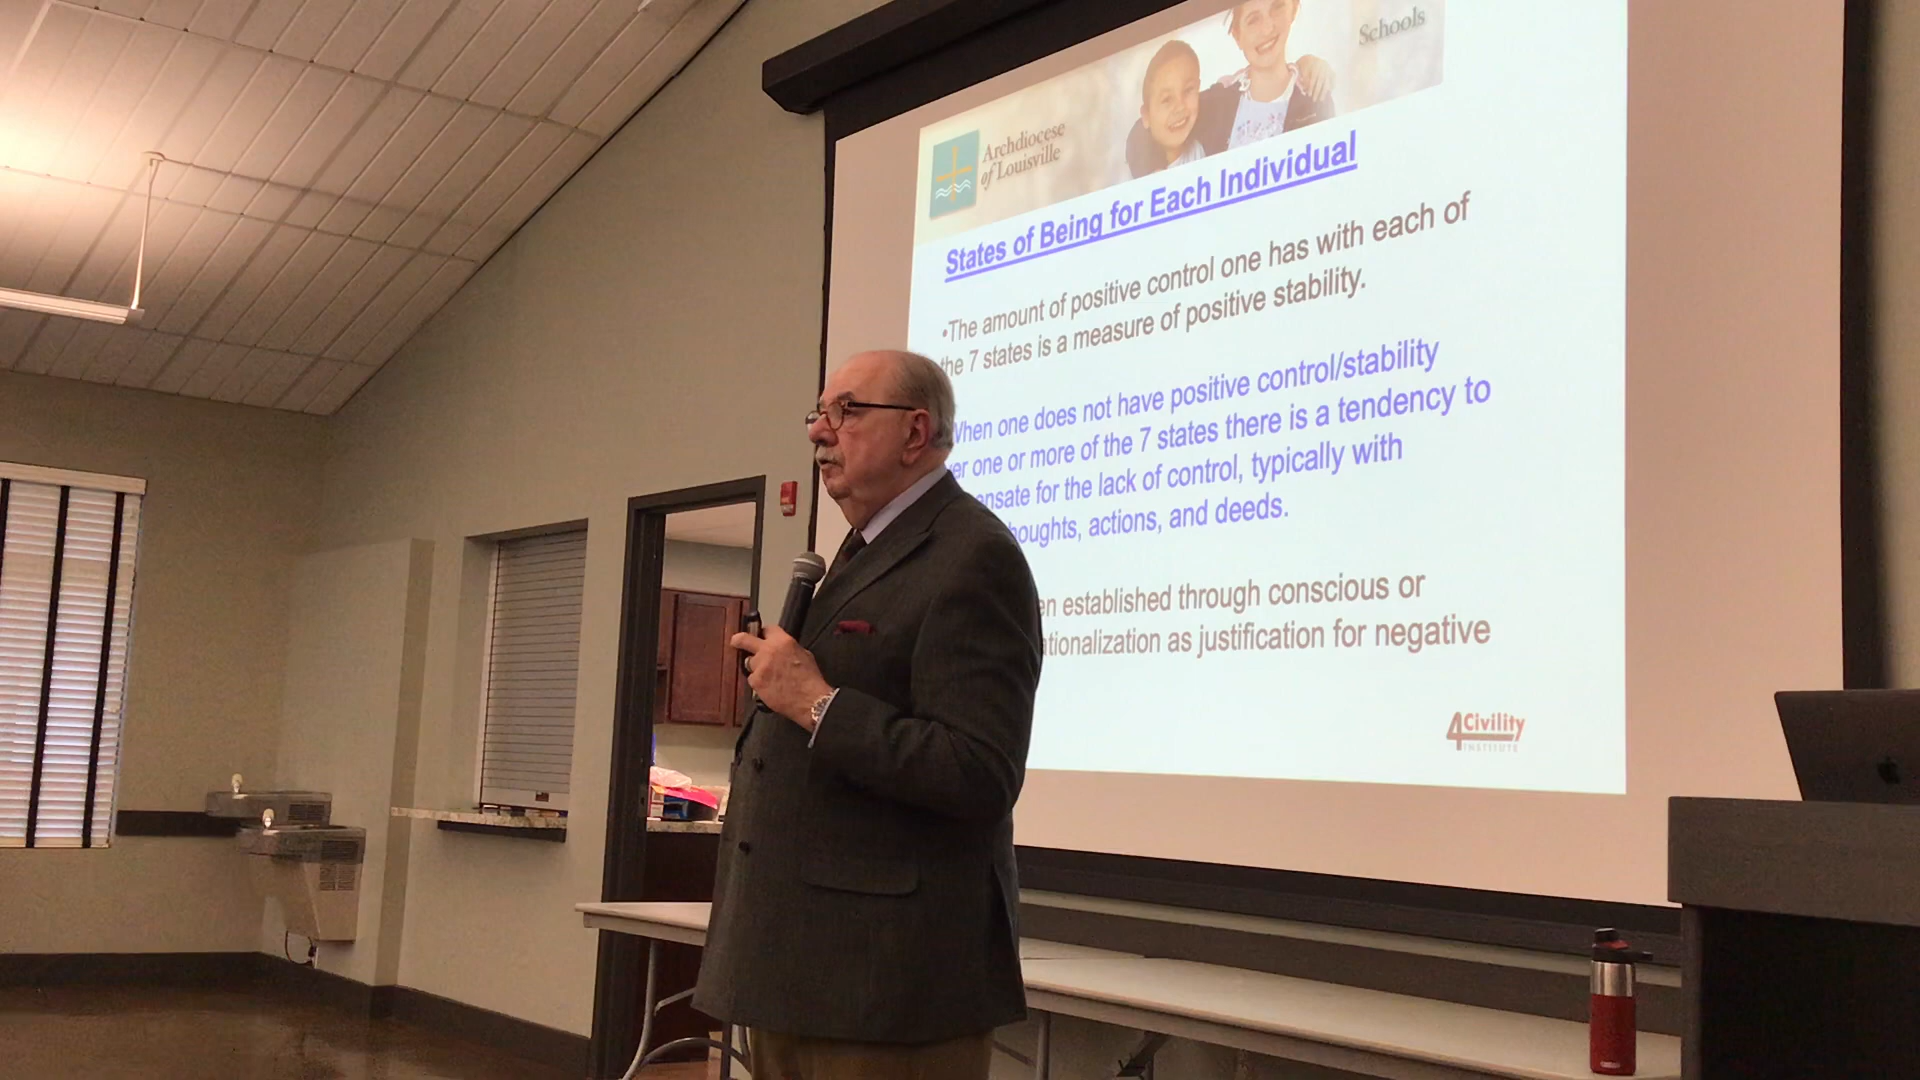 Schools
Archdiocese
of Louisville
States of Being for Each Individual
•The amount of positive control one has with each of
the 7 states is a measure of positive stability.
When one does not have positive control/stability
one or more of the 7 states there is a tendency to
for the lack of control, typically with
actions, and deeds.
established through conscious or
as justification for negative
4Civility
INSTITUTE